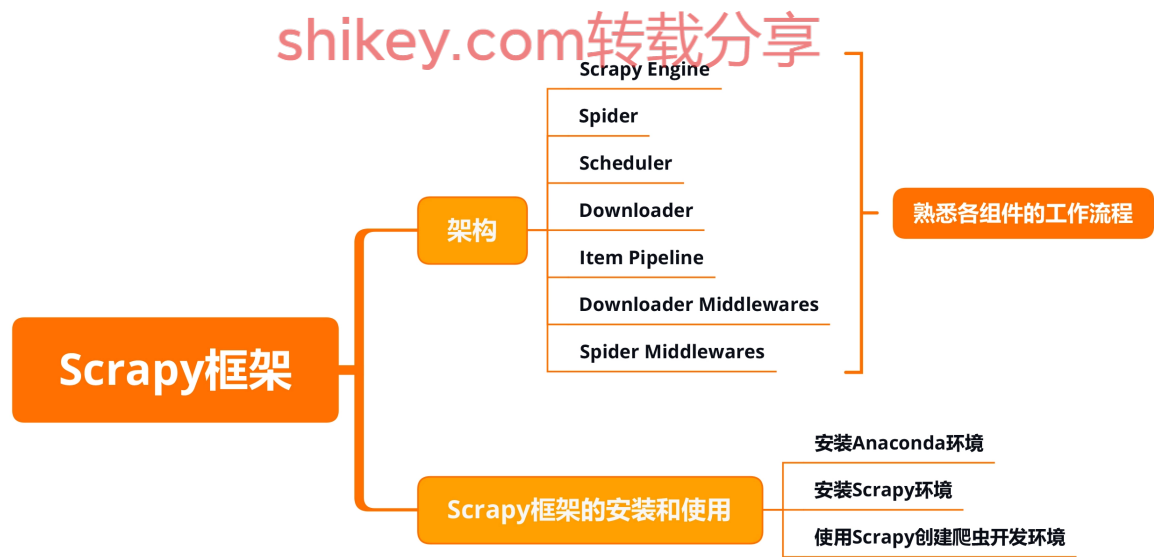 shikey.com转载分享
Scrapy Engine
Spider
Scheduler
Downloader
Item Pipeline
Downloader Middlewares
Spider Middlewares
架构
熟悉各组件的工作流程
Scrapy框架
Scrapy框架的安装和使用
安装Anaconda环境
安装Scrapy环境
使用Scrapy创建爬虫开发环境